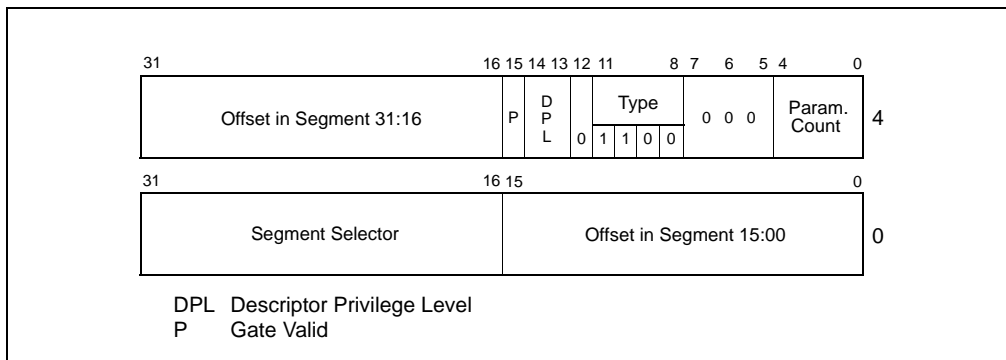 31 16 15 14 13 12 11 8 7 6 5 4 0
Offset in Segment 31:16 P D P L 0 Type 1 1 0 0 0 0 0 Param. Count 4
31 16 15 0
Segment Selector Offset in Segment 15:00 0
DPL Descriptor Privilege Level
P Gate Valid